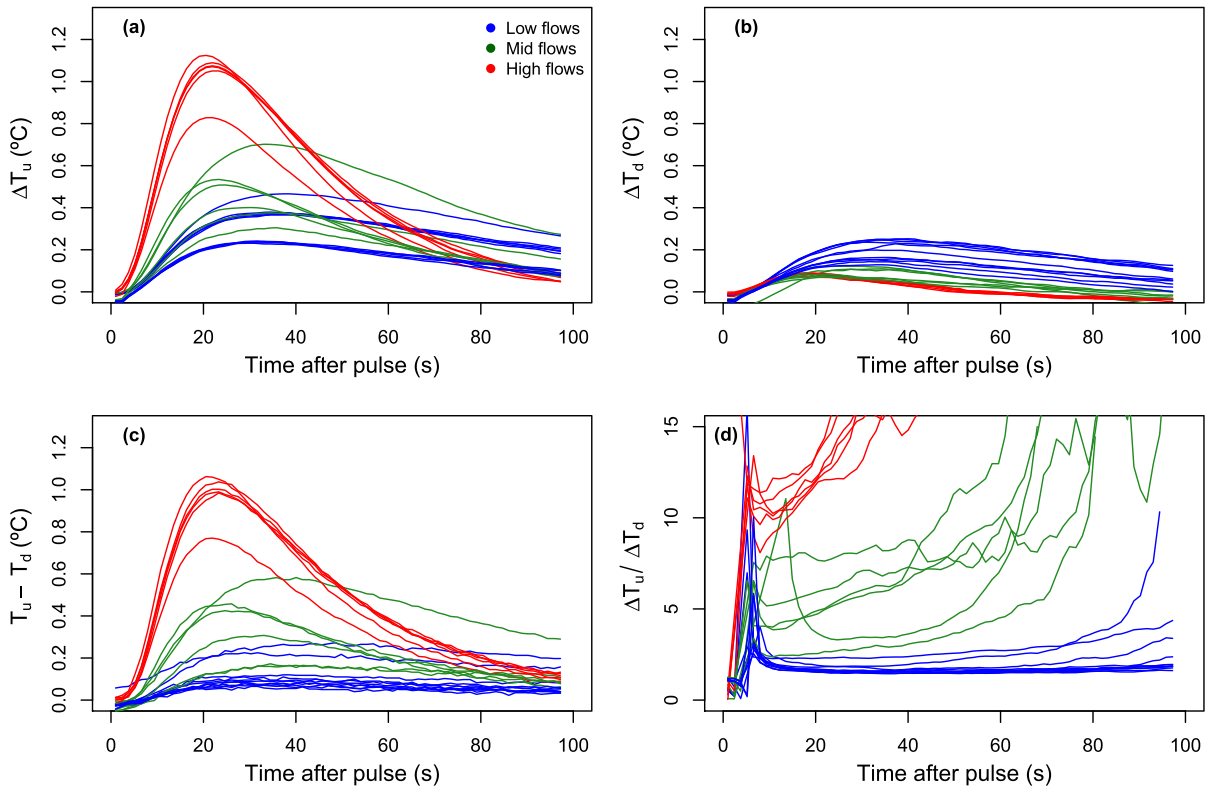 (a)
Low flows
Mid flows
High flows
ΔTu (ºC)
0.0 0.2 0.4 0.6 0.8 1.0 1.2
0 20 40 60 80 100
Time after pulse (s)
(b)
ΔTd (ºC)
0.0 0.2 0.4 0.6 0.8 1.0 1.2
0 20 40 60 80 100
Time after pulse (s)
(c)
Tu − Td (ºC)
0.0 0.2 0.4 0.6 0.8 1.0 1.2
0 20 40 60 80 100
Time after pulse (s)
(d)
ΔTu/ ΔTd
0 5 10 15
0 20 40 60 80 100
Time after pulse (s)